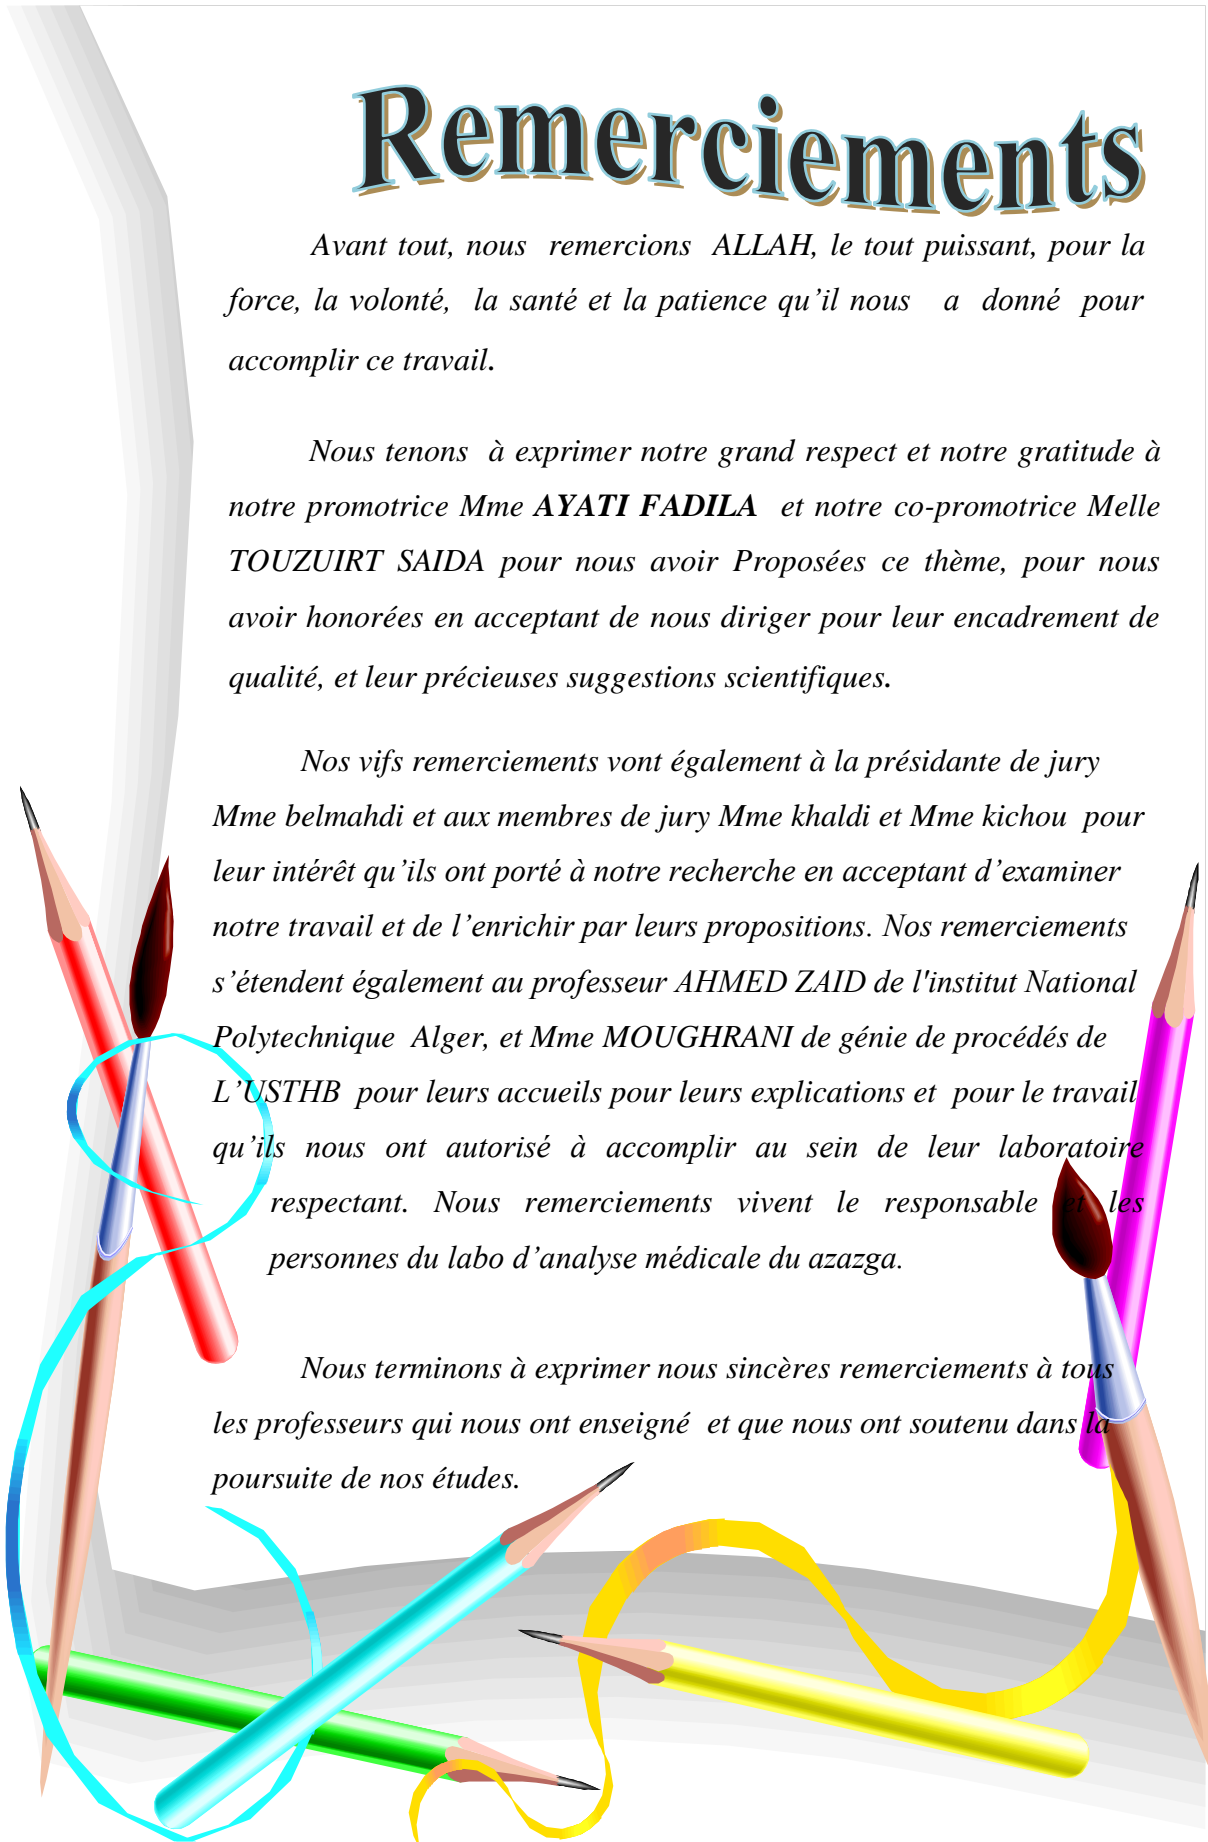 Remerciements
Avant tout, nous remercions ALLAH, le tout puissant, pour la
force, la volonté, la santé et la patience qu’il nous a donné pour
accomplir ce travail.
Nous tenons à exprimer notre grand respect et notre gratitude à
notre promotrice Mme AYATI FADILA et notre co-promotrice Melle
TOUZUIRT SAIDA pour nous avoir Proposées ce thème, pour nous
avoir honorées en acceptant de nous diriger pour leur encadrement de
qualité, et leur précieuses suggestions scientifiques.
Nos vifs remerciements vont également à la présidante de jury
Mme belmahdi et aux membres de jury Mme khaldi et Mme kichou pour
leur intérêt qu’ils ont porté à notre recherche en acceptant d’examiner
notre travail et de l’enrichir par leurs propositions. Nos remerciements
s’étendent également au professeur AHMED ZAID de l'institut National
Polytechnique Alger, et Mme MOUGHRANI de génie de procédés de
L’USTHB pour leurs accueils pour leurs explications et pour le travail
qu’ils nous ont autorisé à accomplir au sein de leur laboratoire
respectant. Nous remerciements vivent le responsable et les
personnes du labo d’analyse médicale du azazga.
Nous terminons à exprimer nous sincères remerciements à tous
les professeurs qui nous ont enseigné et que nous ont soutenu dans la
poursuite de nos études.